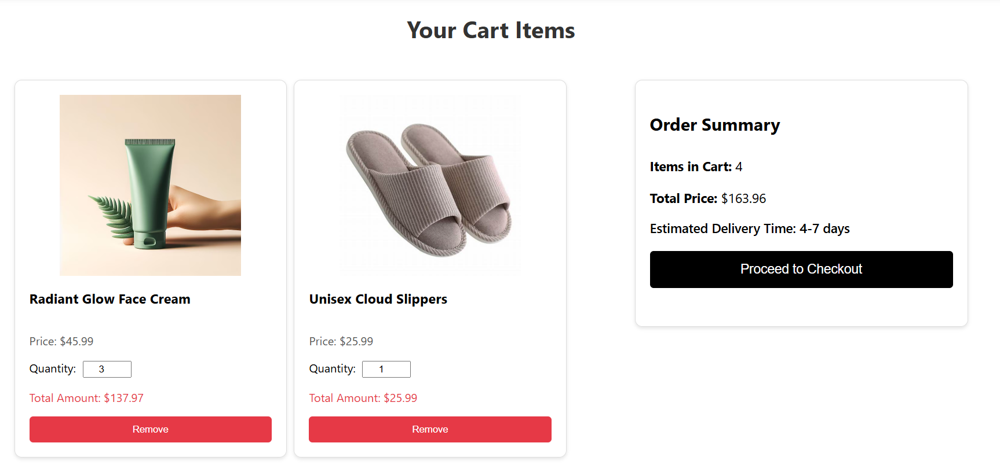 Your Cart Items
Radiant Glow Face Cream
Price: $45.99
Quantity: 3
Total Amount: $137.97
Remove
Unisex Cloud Slippers
Price: $25.99
Quantity: 1
Total Amount: $25.99
Remove
Order Summary
Items in Cart: 4
Total Price: $163.96
Estimated Delivery Time: 4-7 days
Proceed to Checkout